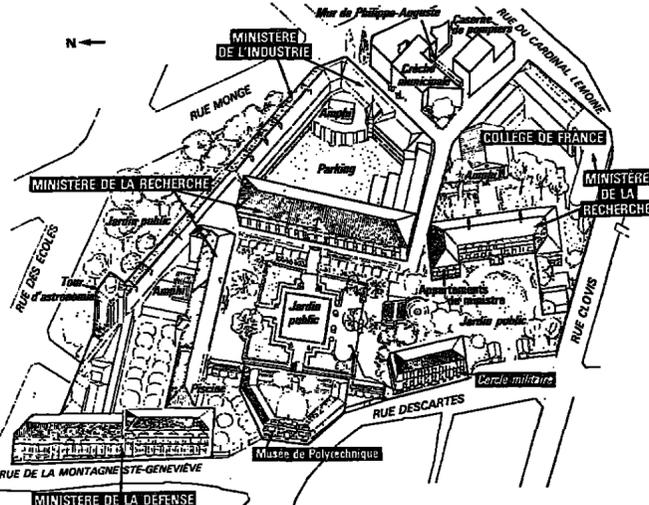 Mur de Philippe-Auguste
Caserne
de pompiers
RUE DU CARDINAL LEMOINE
MINISTÈRE
DE L'INDUSTRIE
N
Crèche
municipale
RUE MONGE
Amphi
COLLÈGE DE FRANCE
Parking
Amphi
MINISTÈRE
DE LA
RECHERCHE
MINISTÈRE DE LA RECHERCHE
Jardin public
RUE DES ÉCOLES
Tour
d'astronomie
Amphi
Appartements
de ministre
Jardin
public
Jardin public
RUE CLOVIS
Piscine
Cercle militaire
RUE DESCARTES
Musée de Polytechnique
RUE DE LA MONTAGNE STE-GENEVIÈVE
MINISTÈRE DE LA DÉFENSE